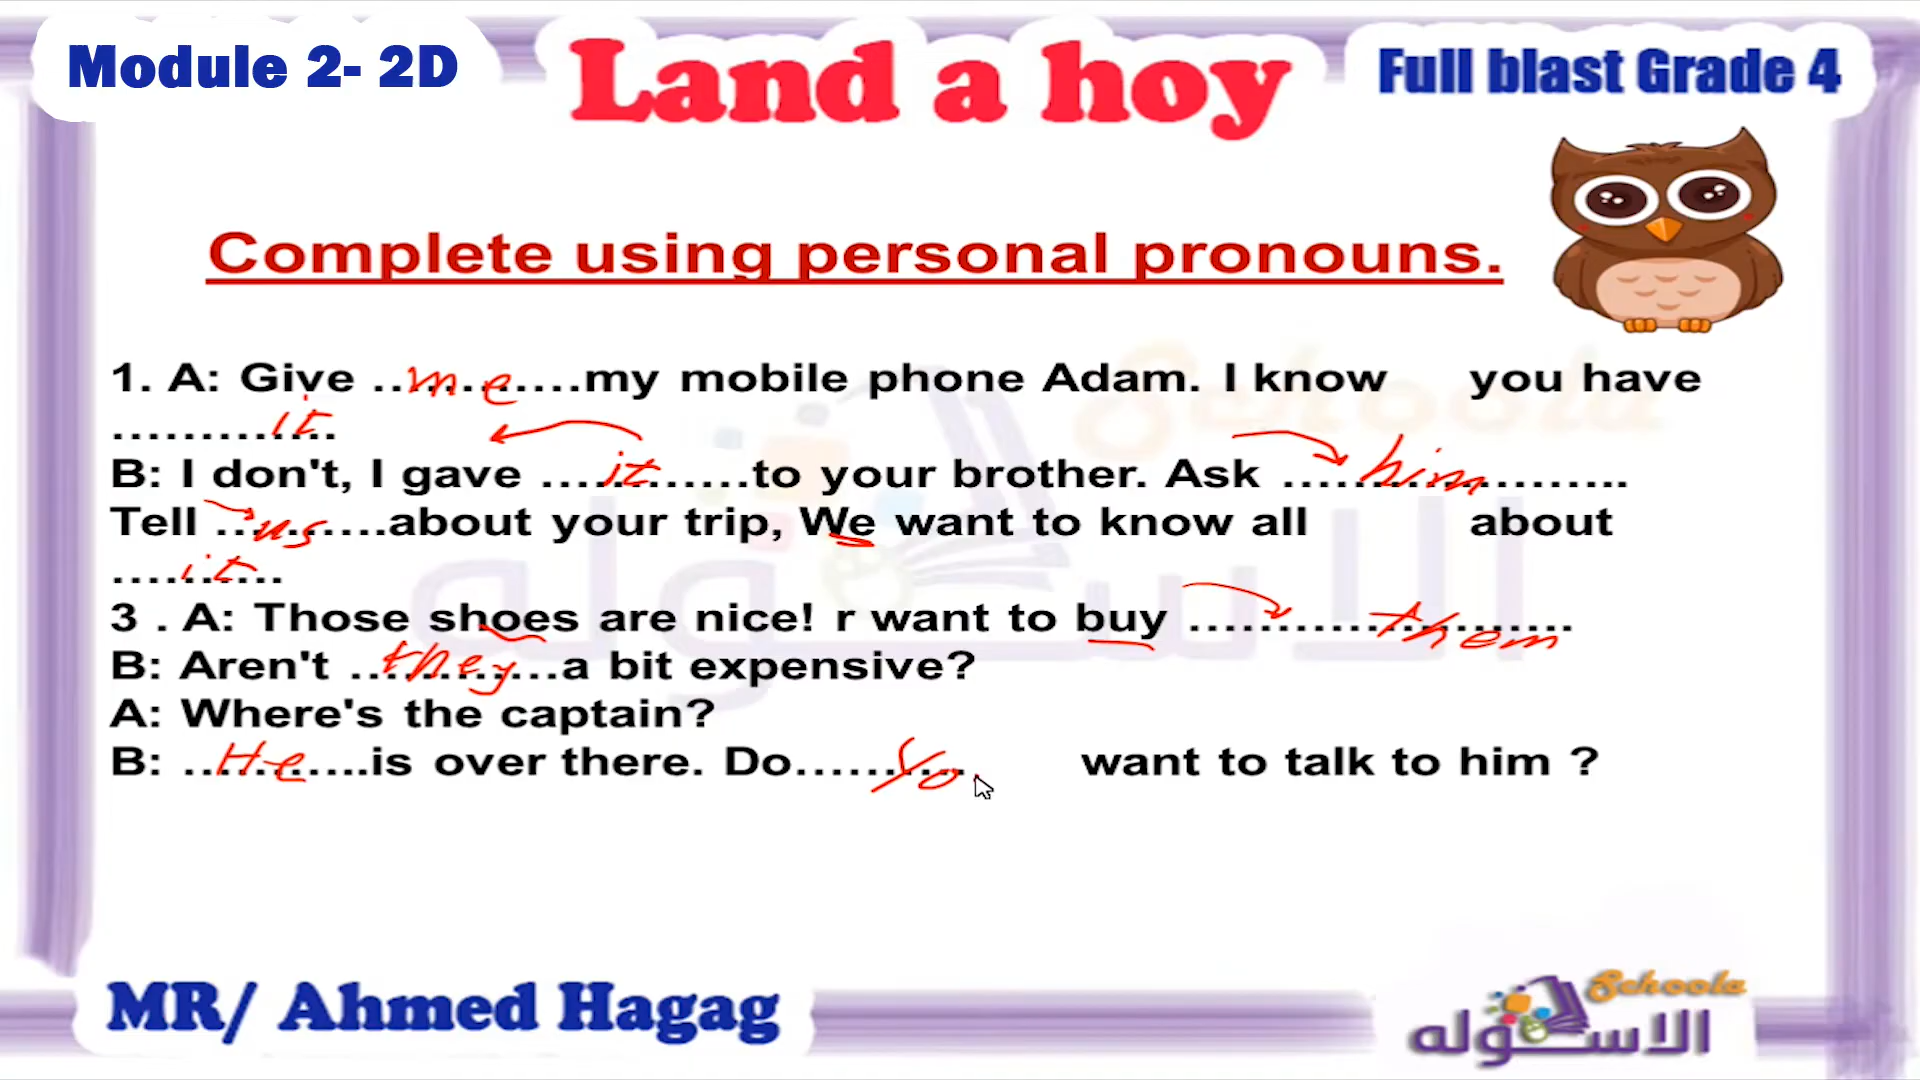 Module 2- 2D
Land a hoy
Full blast Grade 4
Complete using personal pronouns.
1. A: Give ….me….my mobile phone Adam. I know you have
….it….
B: I don't, I gave ….it….to your brother. Ask ….him….
Tell ….us….about your trip, We want to know all about
….it….
3 . A: Those shoes are nice! r want to buy ….them….
B: Aren't ….they….a bit expensive?
A: Where's the captain?
B: ….He….is over there. Do….Yo…. want to talk to him ?
MR/ Ahmed Hagag
Schoola
الاسكوله